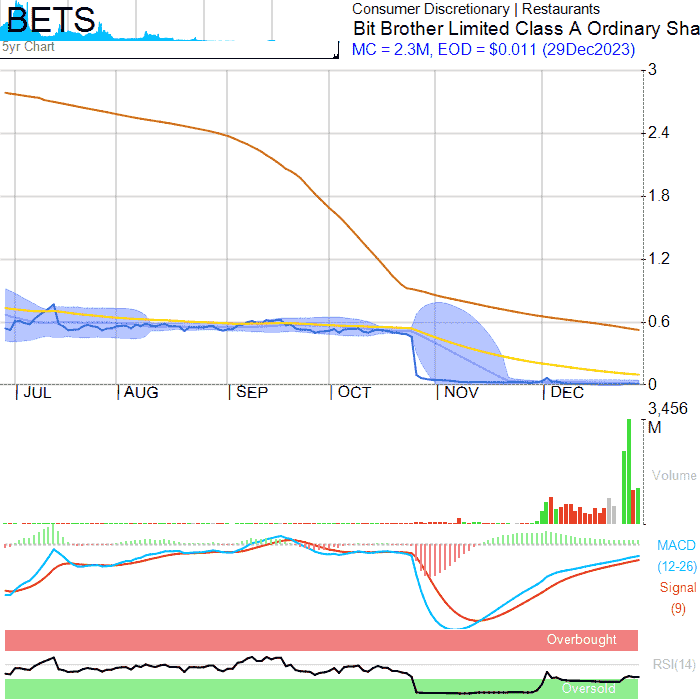 BETS
5yr Chart
Consumer Discretionary | Restaurants
Bit Brother Limited Class A Ordinary Sha
MC = 2.3M, EOD = $0.011 (29Dec2023)
3
2.4
1.8
1.2
0.6
0
JUL AUG SEP OCT NOV DEC
3,456
M
Volume
MACD
(12-26)
Signal
(9)
Overbought
RSI(14)
Oversold